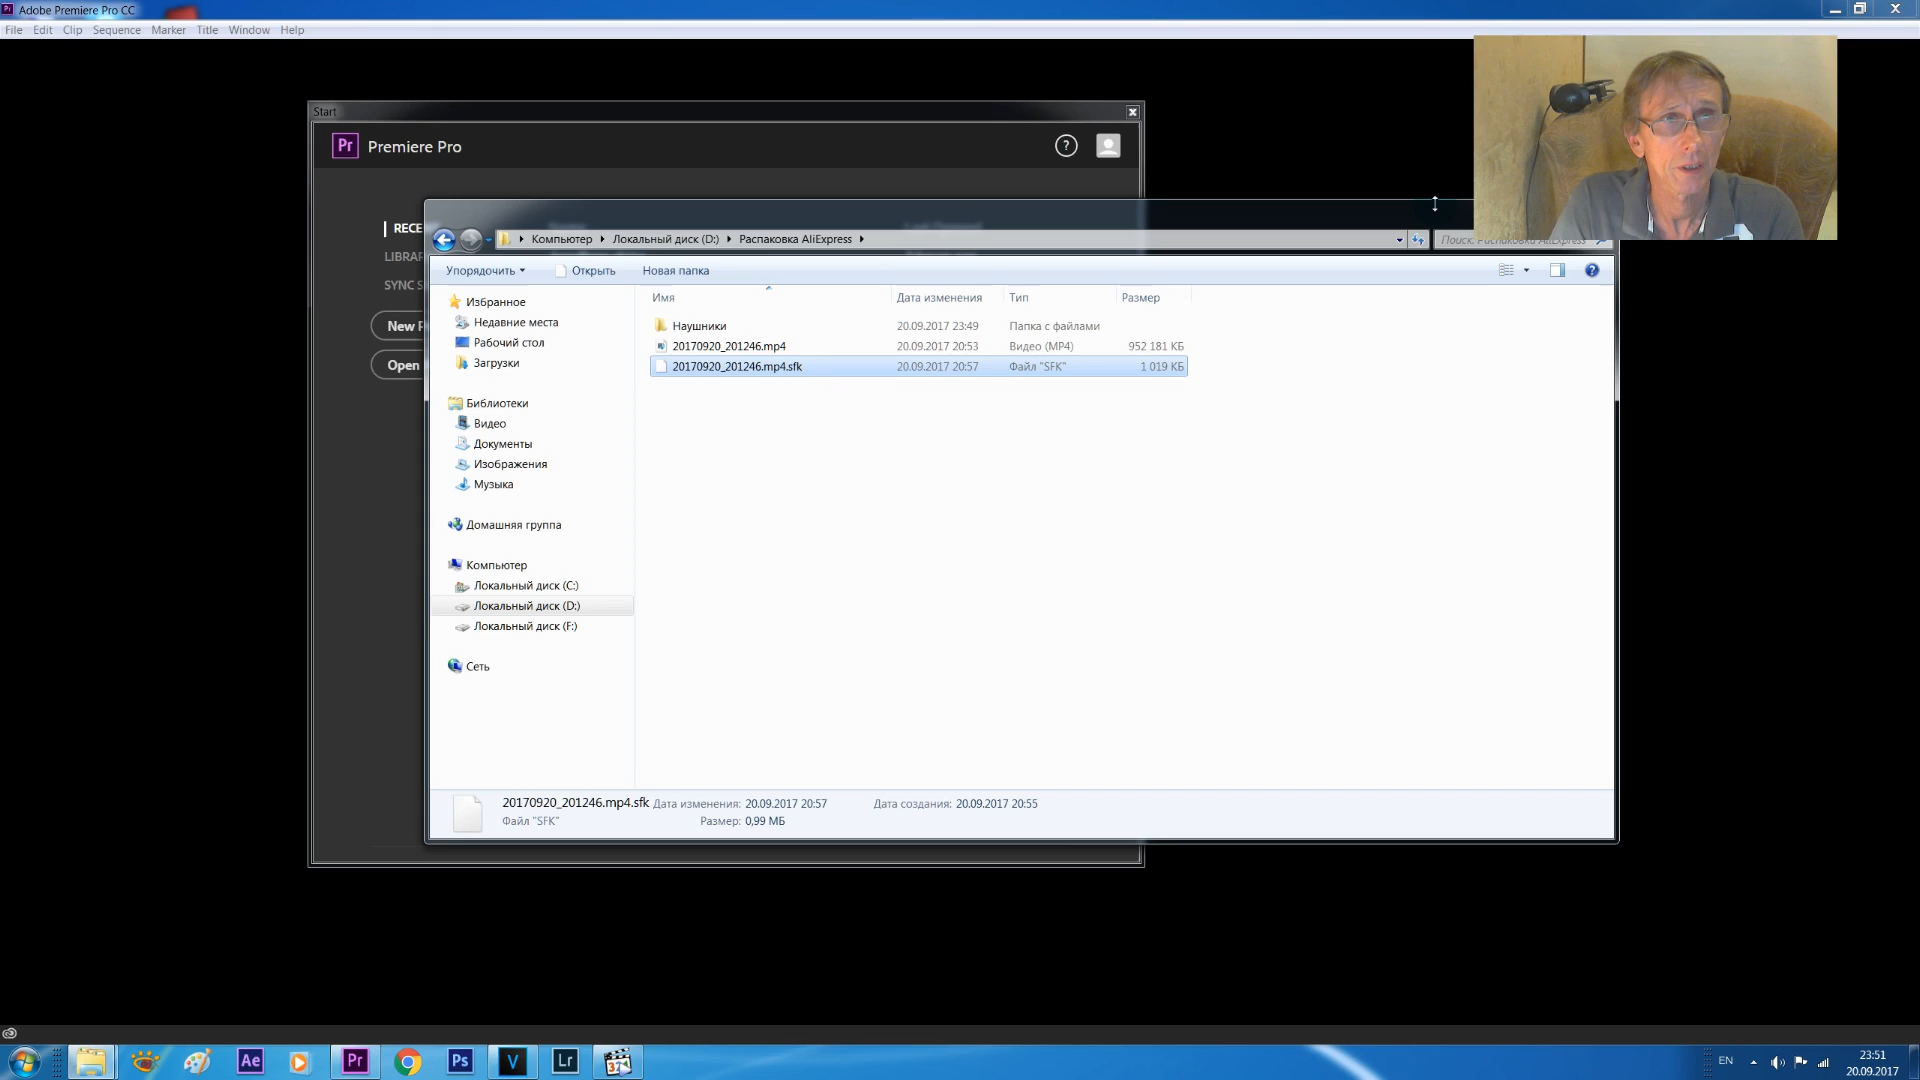 Adobe Premiere Pro CC
File Edit Clip Sequence Marker Title Window Help
Start
Pr Premiere Pro ?
RECE
LIBRAR
SYNC S
New P
Open
Компьютер Локальный диск (D:) Распаковка AliExpress
Поиск: Распаковка AliExpress
Упорядочить Открыть Новая папка
Имя Дата изменения Тип Размер
Наушники 20.09.2017 23:49 Папка с файлами
20170920_201246.mp4 20.09.2017 20:53 Видео (MP4) 952 181 КБ
20170920_201246.mp4.sfk 20.09.2017 20:57 Файл "SFK" 1 019 КБ
Избранное
Недавние места
Рабочий стол
Загрузки
Библиотеки
Видео
Документы
Изображения
Музыка
Домашняя группа
Компьютер
Локальный диск (C:)
Локальный диск (D:)
Локальный диск (F:)
Сеть
20170920_201246.mp4.sfk Дата изменения: 20.09.2017 20:57 Дата создания: 20.09.2017 20:55
Файл "SFK" Размер: 0,99 МБ
Ae Pr Ps V Lr EN 23:51
20.09.2017